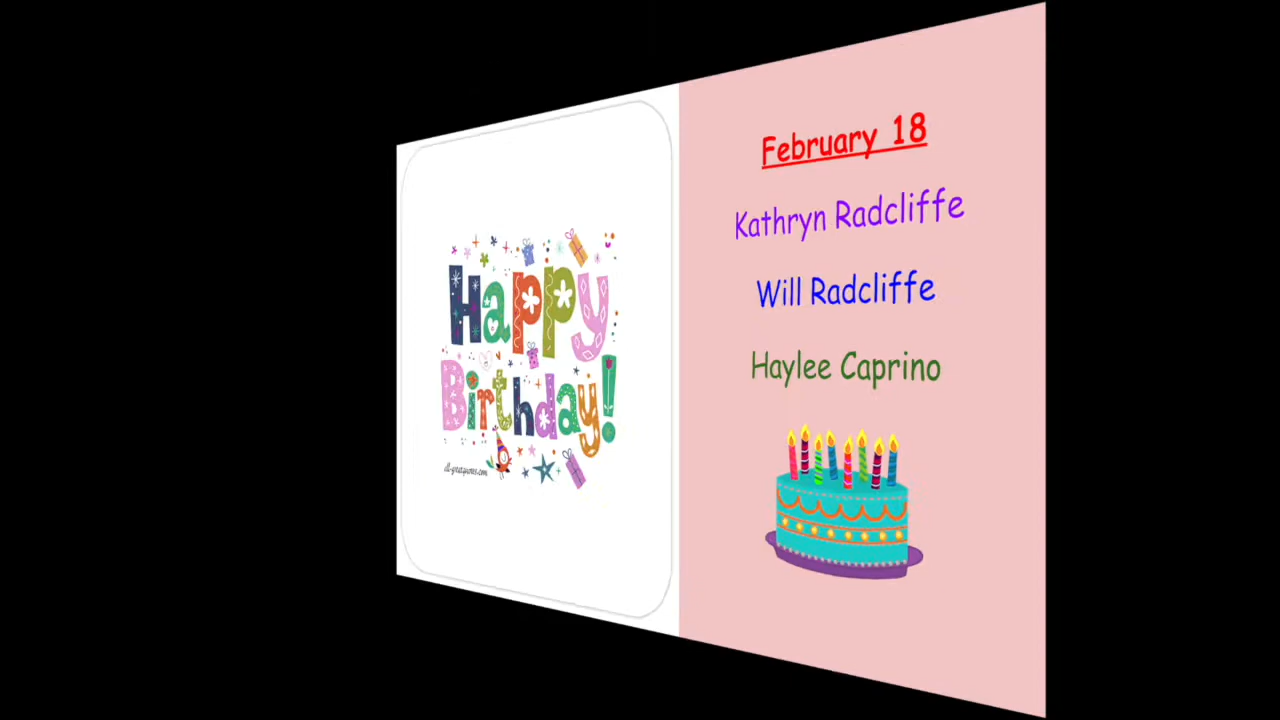 Happy
Birthday!
February 18
Kathryn Radcliffe
Will Radcliffe
Haylee Caprino